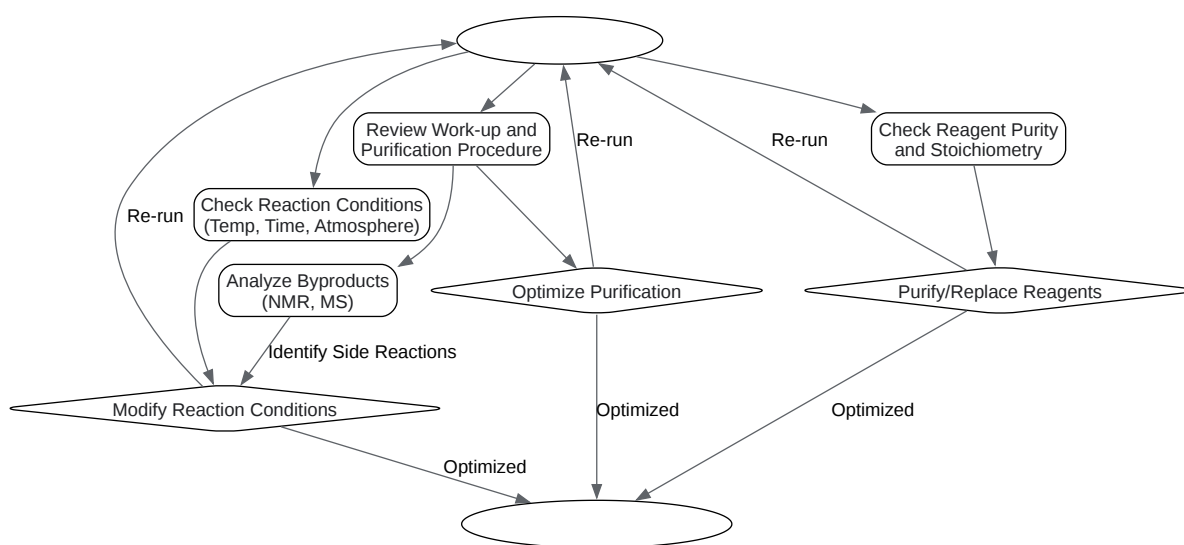 Review Work-up and
Purification Procedure
Check Reagent Purity
and Stoichiometry
Re-run
Re-run
Re-run
Check Reaction Conditions
(Temp, Time, Atmosphere)
Analyze Byproducts
(NMR, MS)
Optimize Purification
Purify/Replace Reagents
Identify Side Reactions
Modify Reaction Conditions
Optimized
Optimized
Optimized